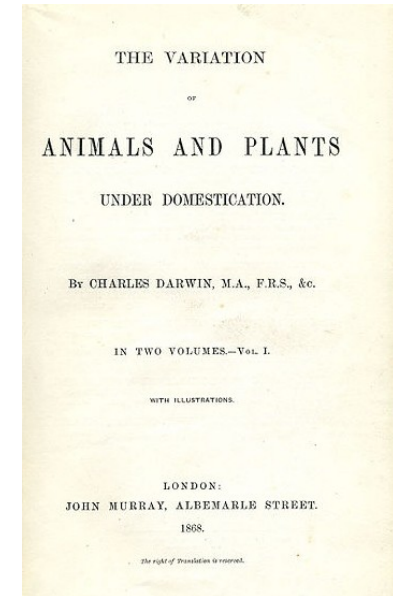 THE VARIATION
OF
ANIMALS AND PLANTS
UNDER DOMESTICATION.
BY CHARLES DARWIN, M.A., F.R.S., &c.
IN TWO VOLUMES.—VOL. I.
WITH ILLUSTRATIONS.
LONDON:
JOHN MURRAY, ALBEMARLE STREET.
1868.
The right of Translation is reserved.